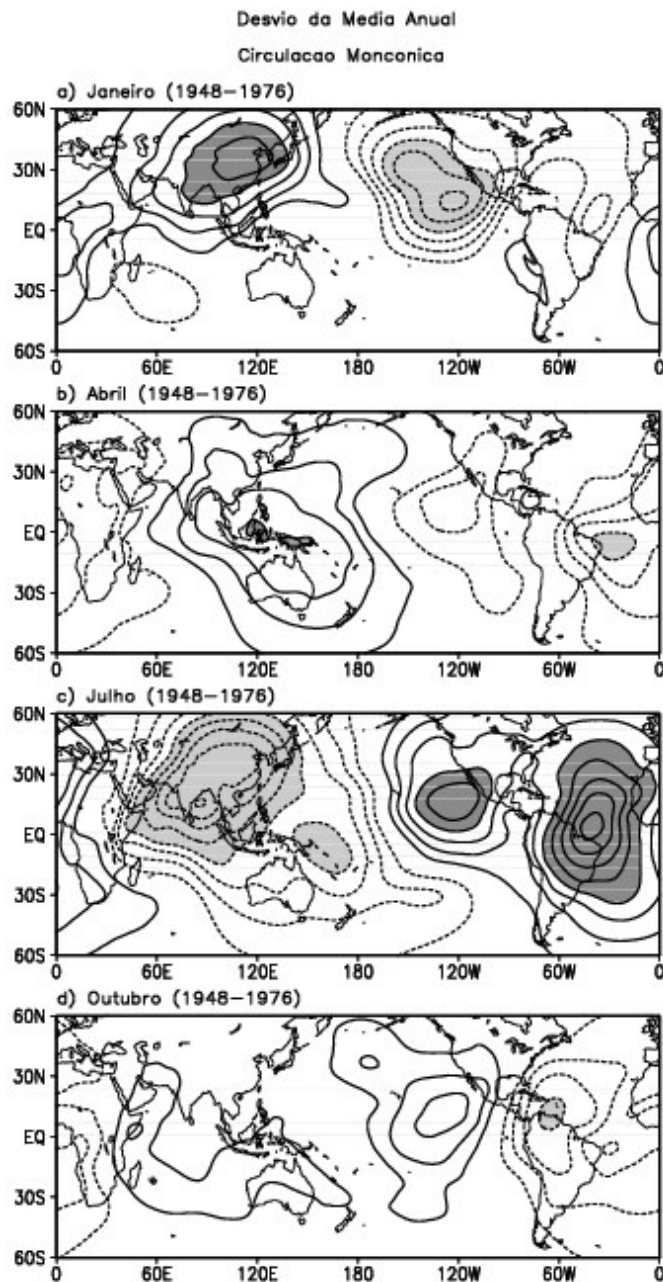 Desvio da Media Anual
Circulacao Monconica
a) Janeiro (1948-1976)
60N
30N
EQ
30S
60S
0 60E 120E 180 120W 60W 0
b) Abril (1948-1976)
60N
30N
EQ
30S
60S
0 60E 120E 180 120W 60W 0
c) Julho (1948-1976)
60N
30N
EQ
30S
60S
0 60E 120E 180 120W 60W 0
d) Outubro (1948-1976)
60N
30N
EQ
30S
60S
0 60E 120E 180 120W 60W 0